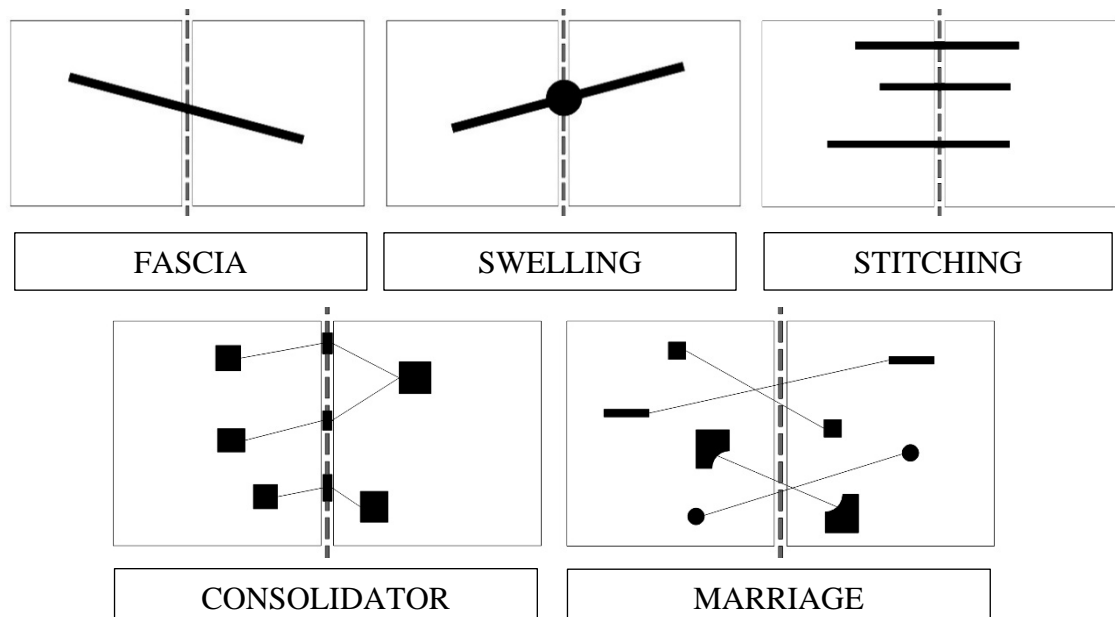 FASCIA
SWELLING
STITCHING
CONSOLIDATOR
MARRIAGE